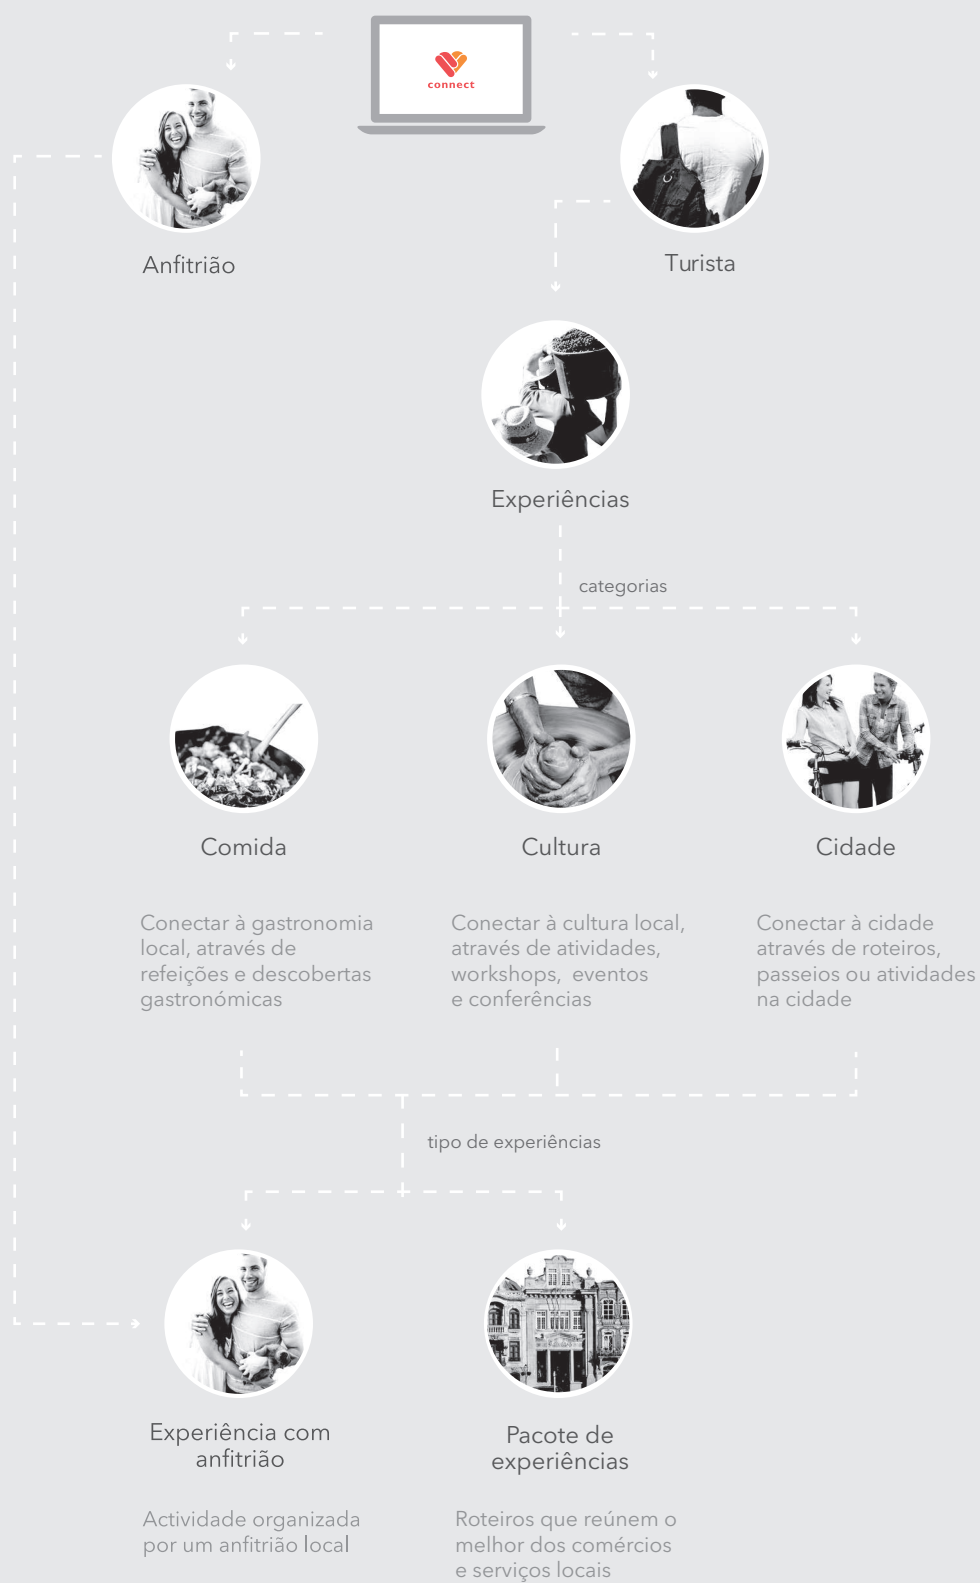 connect
Anfitrião
Turista
Experiências
categorias
Comida
Cultura
Cidade
Conectar à gastronomia
local, através de
refeições e descobertas
gastronómicas
Conectar à cultura local,
através de atividades,
workshops, eventos
e conferências
Conectar à cidade
através de roteiros,
passeios ou atividades
na cidade
tipo de experiências
Experiência com
anfitrião
Pacote de
experiências
Actividade organizada
por um anfitrião local
Roteiros que reúnem o
melhor dos comércios
e serviços locais